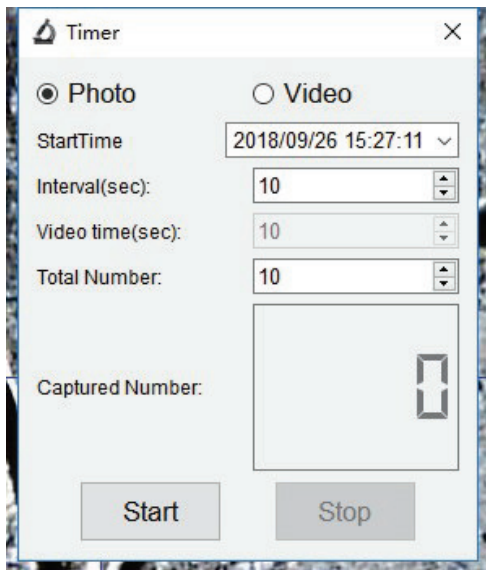 Timer
Photo Video
StartTime 2018/09/26 15:27:11
Interval(sec): 10
Video time(sec): 10
Total Number: 10
Captured Number: 0
Start Stop